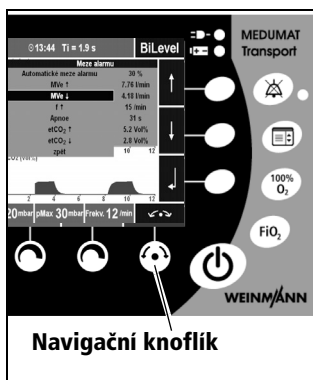 13:44 Ti = 1.9 s BiLevel
MEDUMAT
Transport
Meze alarmu
Automatické meze alarmu 30 %
MVe ↑ 7.76 l/min
MVe ↓ 4.18 l/min
f ↑ 15 /min
Apnoe 31 s
etCO₂ ↑ 5.2 Vol%
etCO₂ ↓ 2.8 Vol%
zpět
10 12
CO2 (Vol%)
2 4 6 8 10 12
100%
O₂
20mbar pMax 30mbar Frekv. 12 /min
FiO₂
WEINMANN
Navigační knoflík